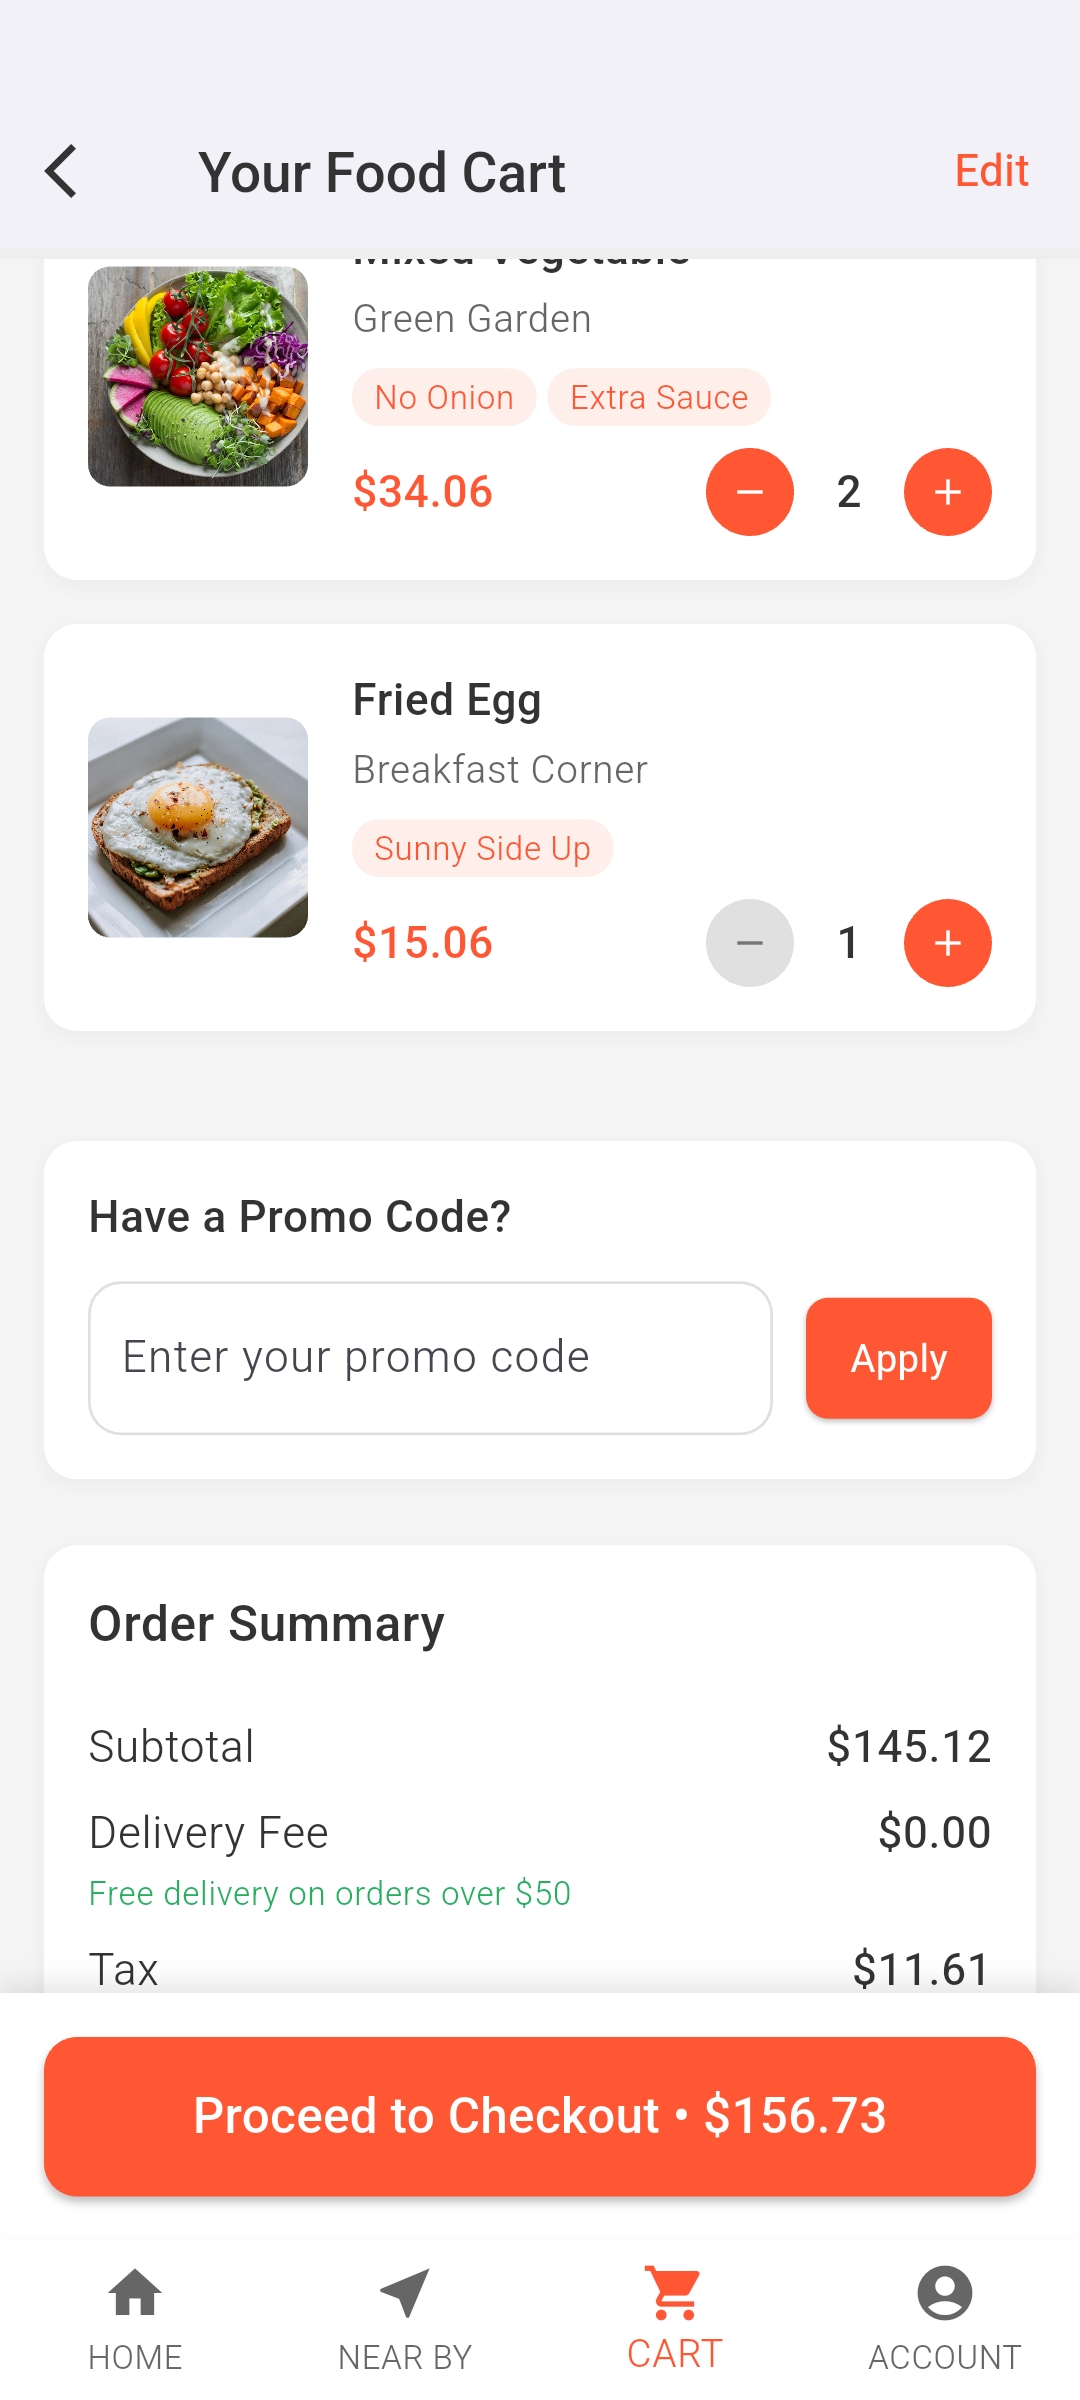 Your Food Cart
Edit
Mixed Vegetable
Green Garden
No Onion
Extra Sauce
$34.06
2
Fried Egg
Breakfast Corner
Sunny Side Up
$15.06
1
Have a Promo Code?
Enter your promo code
Apply
Order Summary
Subtotal
$145.12
Delivery Fee
$0.00
Free delivery on orders over $50
Tax
$11.61
Proceed to Checkout • $156.73
HOME
NEAR BY
CART
ACCOUNT